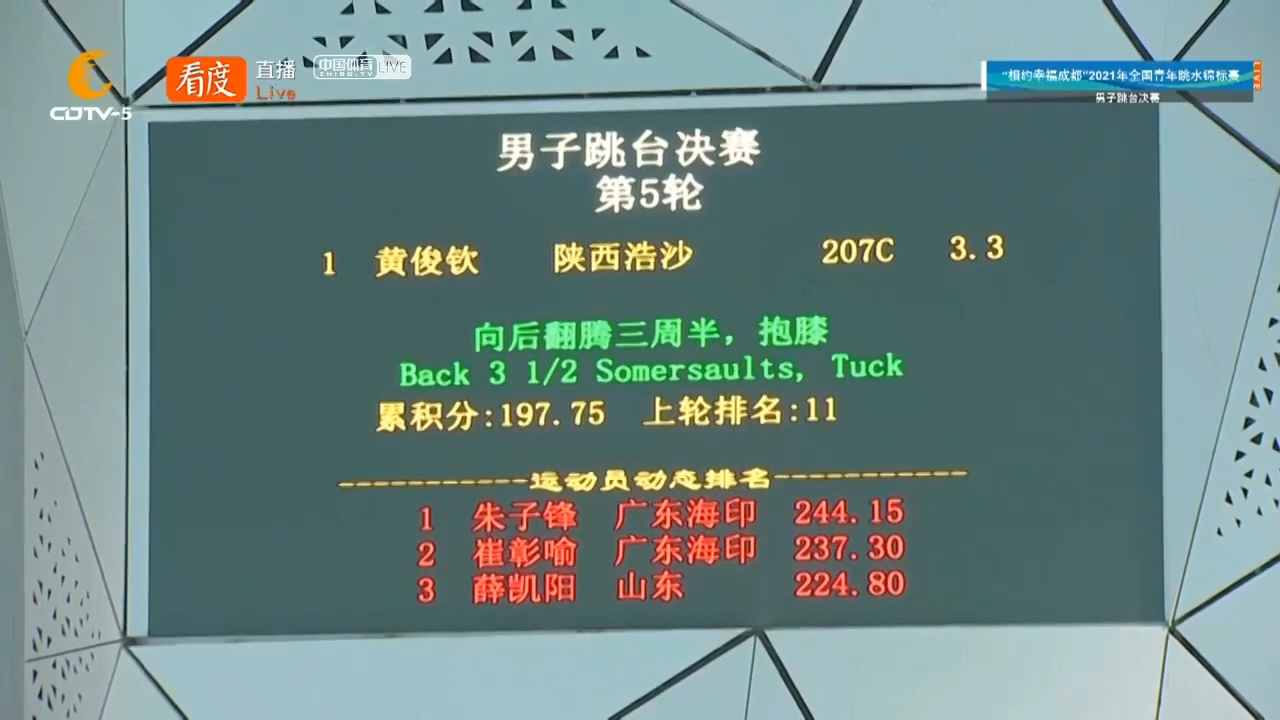 CDTV-5
看度 直播 Live
中国体育 ZHIBO.TV LIVE
"相约幸福成都"2021年全国青年跳水锦标赛
男子跳台决赛
LIVE
男子跳台决赛
第5轮
1 黄俊钦 陕西浩沙 207C 3.3
向后翻腾三周半，抱膝
Back 3 1/2 Somersaults, Tuck
累积分:197.75 上轮排名:11
-----------运动员动态排名-----------
1 朱子锋 广东海印 244.15
2 崔彰喻 广东海印 237.30
3 薛凯阳 山东 224.80